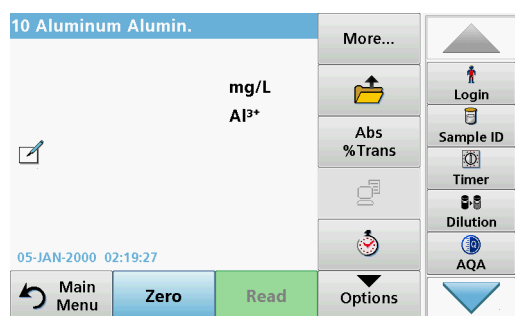 10 Aluminum Alumin.
mg/L
Al³⁺
05-JAN-2000 02:19:27
Main
Menu
Zero
Read
More...
Abs
%Trans
Options
Login
Sample ID
Timer
Dilution
AQA